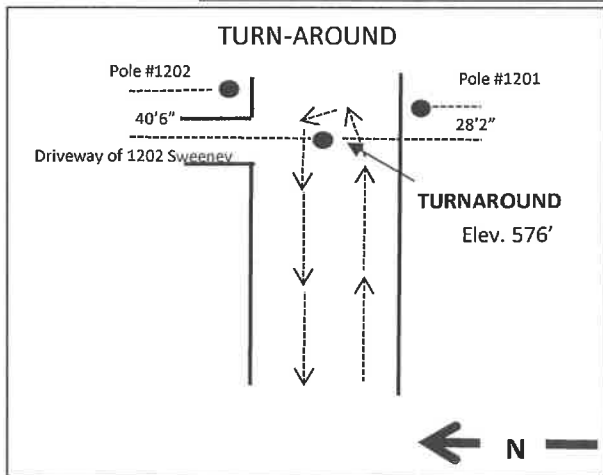 TURN-AROUND
Pole #1202
Pole #1201
40'6"
28'2"
Driveway of 1202 Sweeney
TURNAROUND
Elev. 576'
N